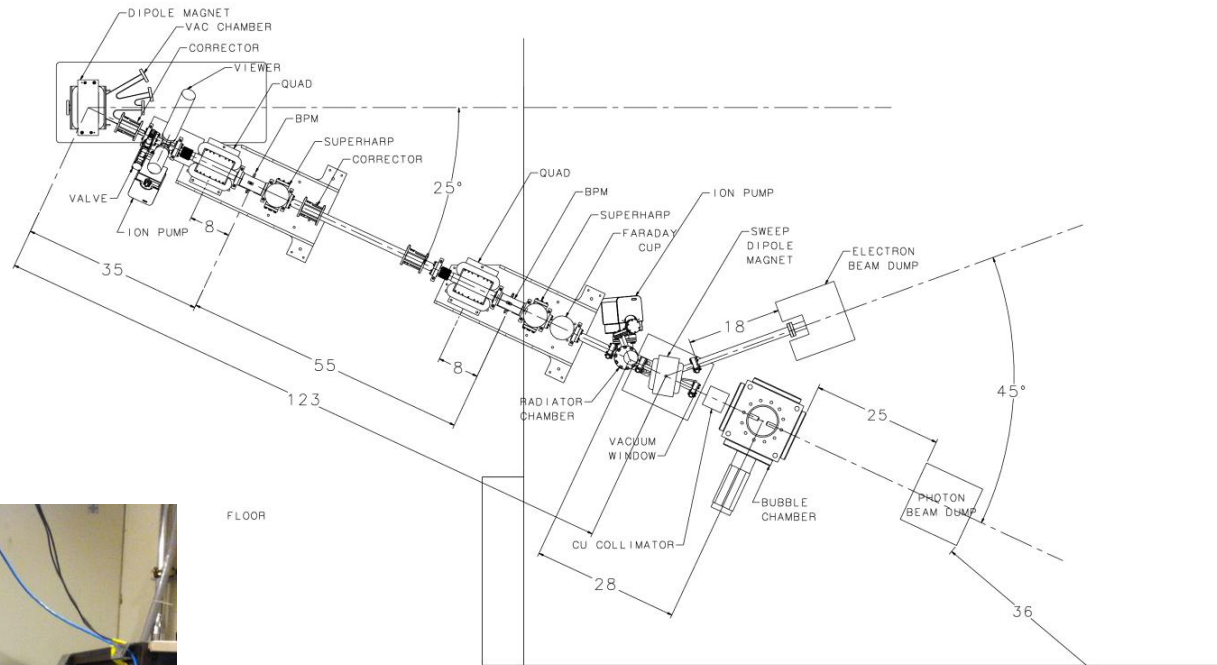 DIPOLE MAGNET
VAC CHAMBER
CORRECTOR
VIEWER
QUAD
BPM
SUPERHARP
CORRECTOR
25°
QUAD
BPM
SUPERHARP
FARADAY
CUP
ION PUMP
SWEEP
DIPOLE
MAGNET
ELECTRON
BEAM DUMP
VALVE
ION PUMP
8
35
55
123
8
18
RADIATOR
CHAMBER
VACUUM
WINDOW
25
45°
BUBBLE
CHAMBER
PHOTON
BEAM DUMP
FLOOR
CU COLLIMATOR
28
36